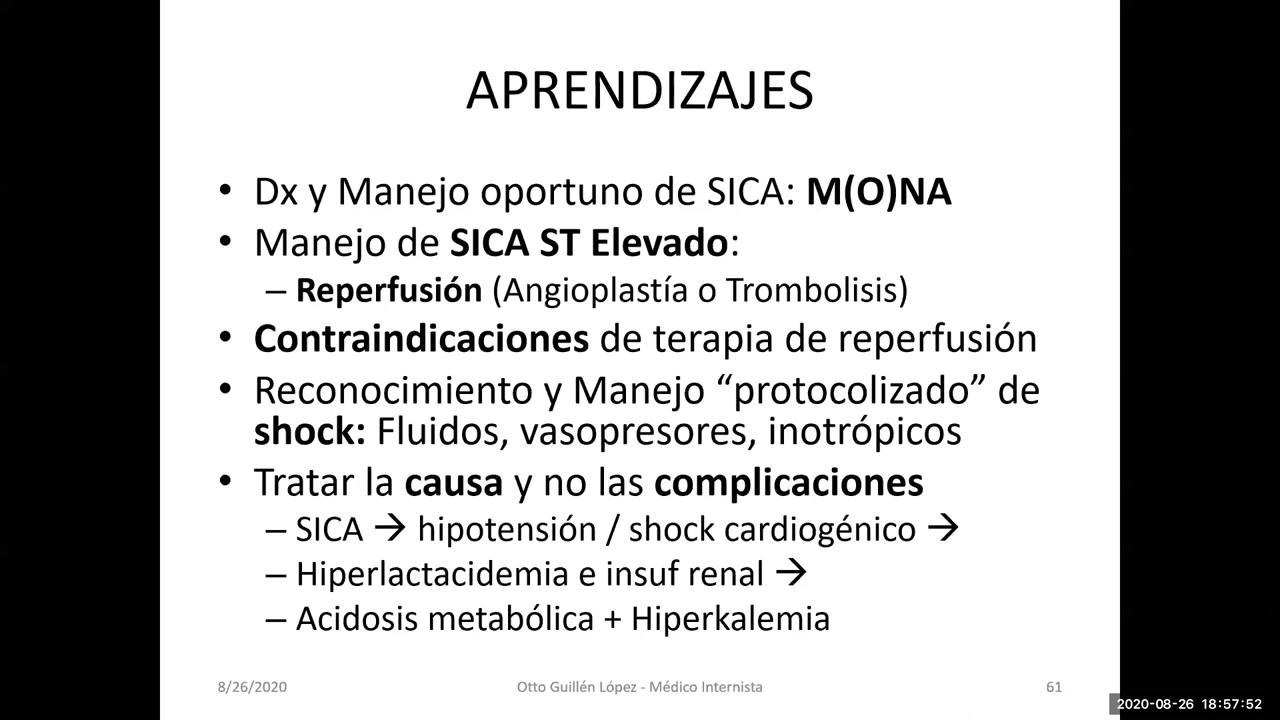 APRENDIZAJES
• Dx y Manejo oportuno de SICA: M(O)NA
• Manejo de SICA ST Elevado:
– Reperfusión (Angioplastía o Trombolisis)
• Contraindicaciones de terapia de reperfusión
• Reconocimiento y Manejo “protocolizado” de
shock: Fluidos, vasopresores, inotrópicos
• Tratar la causa y no las complicaciones
– SICA → hipotensión / shock cardiogénico →
– Hiperlactacidemia e insuf renal →
– Acidosis metabólica + Hiperkalemia
8/26/2020
Otto Guillén López - Médico Internista
61
2020-08-26 18:57:52